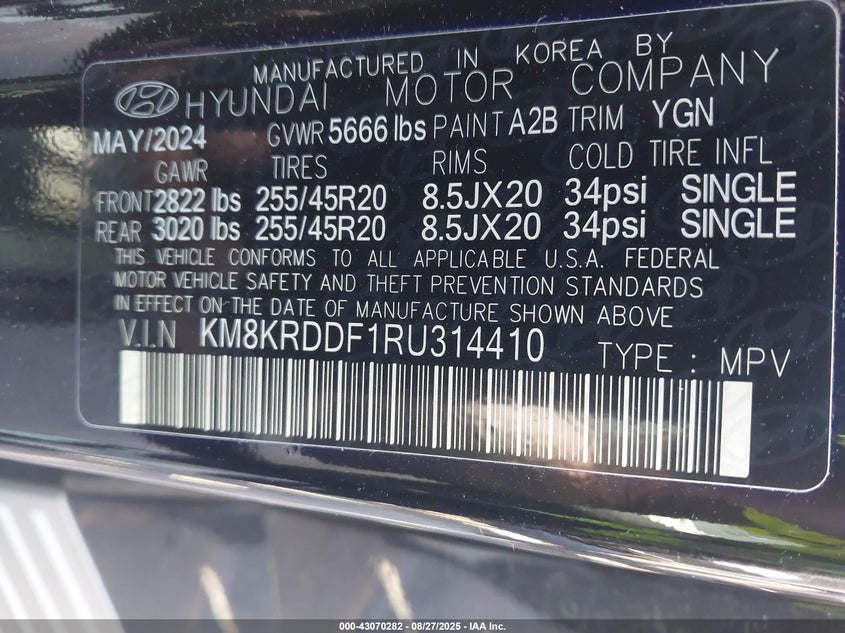 MANUFACTURED IN KOREA BY
HYUNDAI MOTOR COMPANY
MAY/2024 GVWR 5666 lbs PAINT A2B TRIM YGN
GAWR TIRES RIMS COLD TIRE INFL
FRONT 2822 lbs 255/45R20 8.5JX20 34psi SINGLE
REAR 3020 lbs 255/45R20 8.5JX20 34psi SINGLE
THIS VEHICLE CONFORMS TO ALL APPLICABLE U.S.A. FEDERAL
MOTOR VEHICLE SAFETY AND THEFT PREVENTION STANDARDS
IN EFFECT ON THE DATE OF MANUFACTURE SHOWN ABOVE
V.I.N KM8KRDDF1RU314410 TYPE : MPV
000-43070282 - 08/27/2025 - IAA Inc.